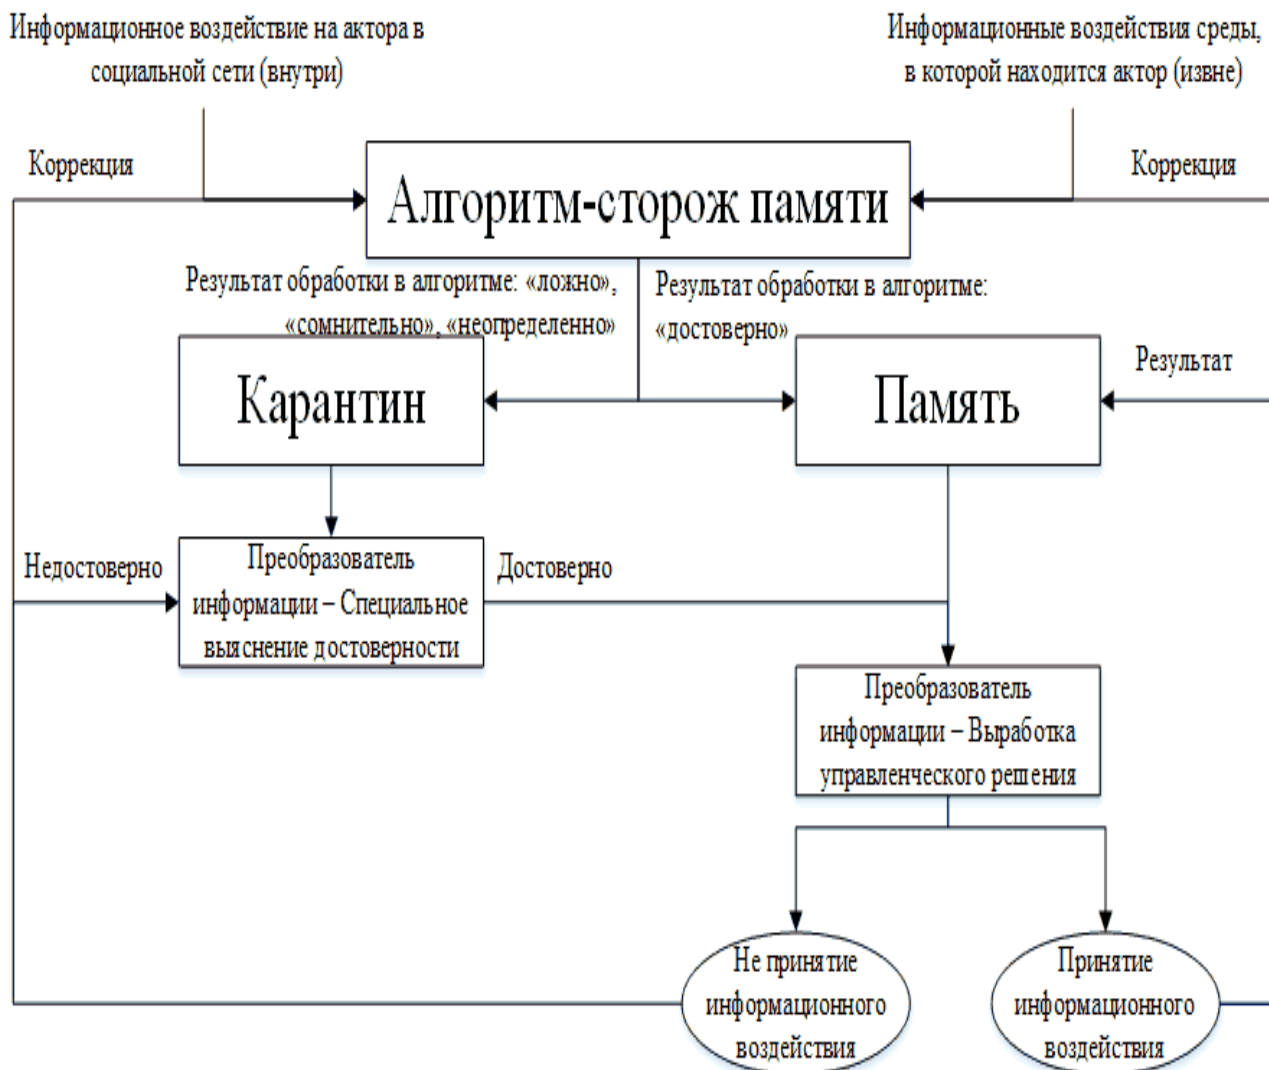 Информационное воздействие на актора в
социальной сети (внутри)
Информационные воздействия среды,
в которой находится актор (извне)
Коррекция
Коррекция
Алгоритм-сторож памяти
Результат обработки в алгоритме: «ложно»,
«сомнительно», «неопределенно»
Результат обработки в алгоритме:
«достоверно»
Карантин
Память
Результат
Недостоверно
Преобразователь
информации – Специальное
выяснение достоверности
Достоверно
Преобразователь
информации – Выработка
управленческого решения
Не принятие
информационного
воздействия
Принятие
информационного
воздействия